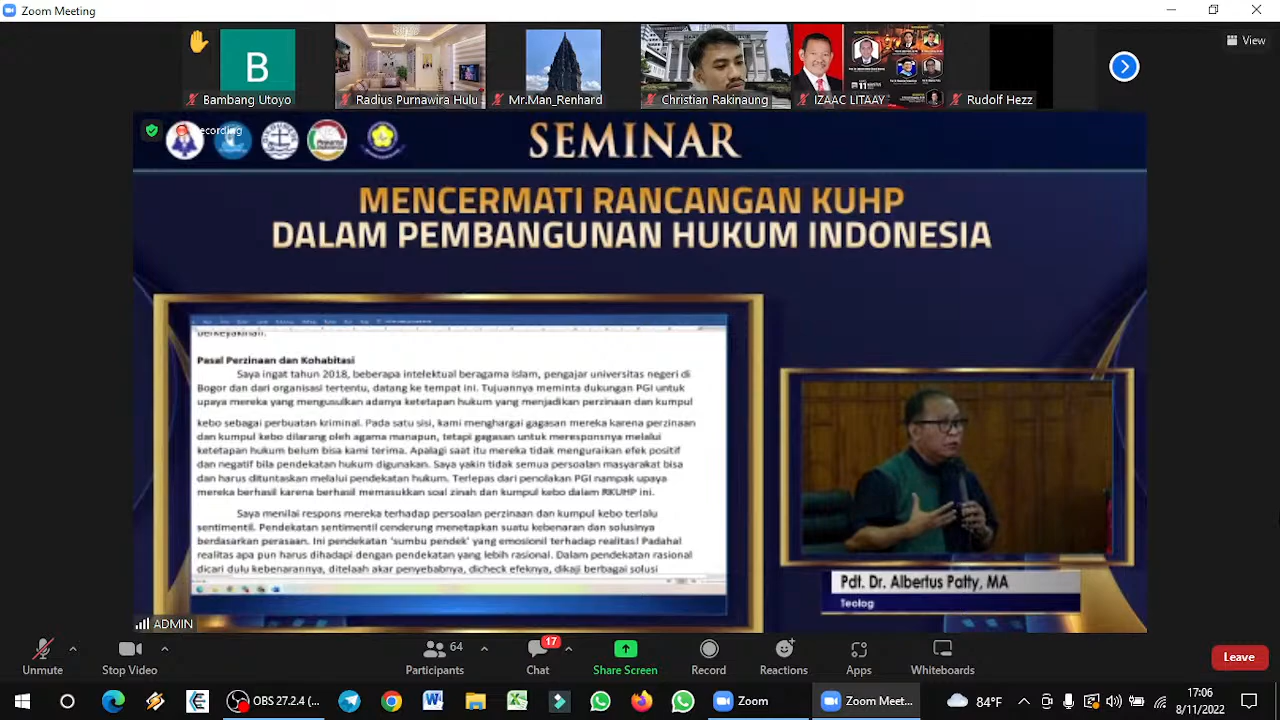 Zoom Meeting
View
B
Bambang Utoyo
Radius Purnawira Hulu
Mr.Man_Renhard
Christian Rakinaung
IZAAC LITAAY
Rudolf Hezz
11
Recording
SEMINAR
MENCERMATI RANCANGAN KUHP
DALAM PEMBANGUNAN HUKUM INDONESIA
berkeyakinan.
Pasal Perzinaan dan Kohabitasi
Saya ingat tahun 2018, beberapa intelektual beragama Islam, pengajar universitas negeri di
Bogor dan dari organisasi tertentu, datang ke tempat ini. Tujuannya meminta dukungan PGI untuk
upaya mereka yang mengusulkan adanya ketetapan hukum yang menjadikan perzinaan dan kumpul
kebo sebagai perbuatan kriminal. Pada satu sisi, kami menghargai gagasan mereka karena perzinaan
dan kumpul kebo dilarang oleh agama manapun, tetapi gagasan untuk meresponsnya melalui
ketetapan hukum belum bisa kami terima. Apalagi saat itu mereka tidak menguraikan efek positif
dan negatif bila pendekatan hukum digunakan. Saya yakin tidak semua persoalan masyarakat bisa
dan harus dituntaskan melalui pendekatan hukum. Terlepas dari penolakan PGI nampak upaya
mereka berhasil karena berhasil memasukkan soal zinah dan kumpul kebo dalam RKUHP ini.
Saya menilai respons mereka terhadap persoalan perzinaan dan kumpul kebo terlalu
sentimentil. Pendekatan sentimentil cenderung menetapkan suatu kebenaran dan solusinya
berdasarkan perasaan. Ini pendekatan 'sumbu pendek' yang emosionil terhadap realitas! Padahal
realitas apa pun harus dihadapi dengan pendekatan yang lebih rasional. Dalam pendekatan rasional
dicari dulu kebenarannya, ditelaah akar penyebabnya, dicheck efeknya, dikaji berbagai solusi
Pdt. Dr. Albertus Patty, MA
Teolog
ADMIN
Unmute
Stop Video
64
Participants
17
Chat
Share Screen
Record
Reactions
Apps
Whiteboards
Leave
OBS 27.2.4 (...
Zoom
Zoom Meet...
84°F
17:06
8/11/2022